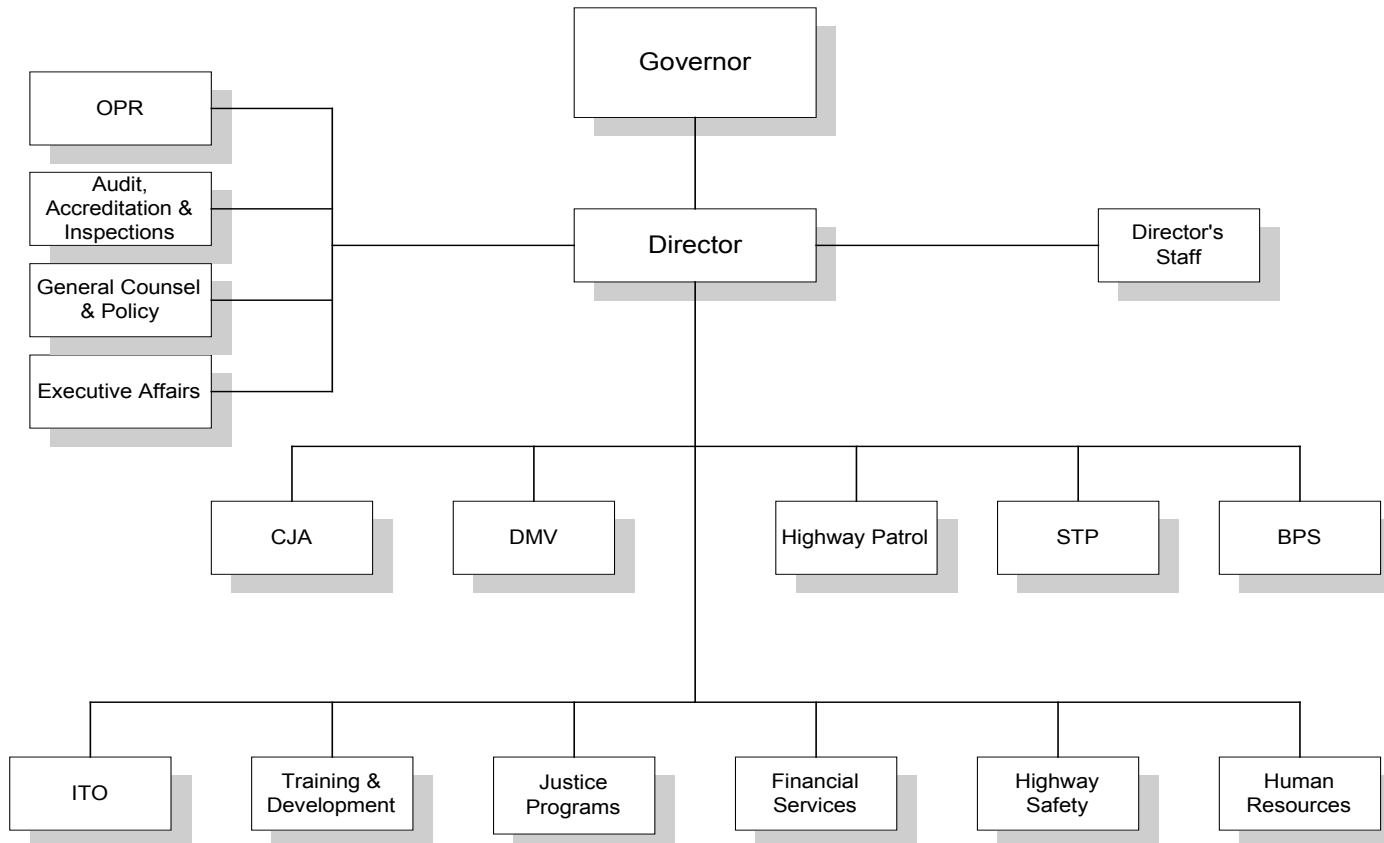 Governor
OPR
Audit,
Accreditation &
Inspections
General Counsel
& Policy
Executive Affairs
Director
Director's
Staff
CJA
DMV
Highway Patrol
STP
BPS
ITO
Training &
Development
Justice
Programs
Financial
Services
Highway
Safety
Human
Resources